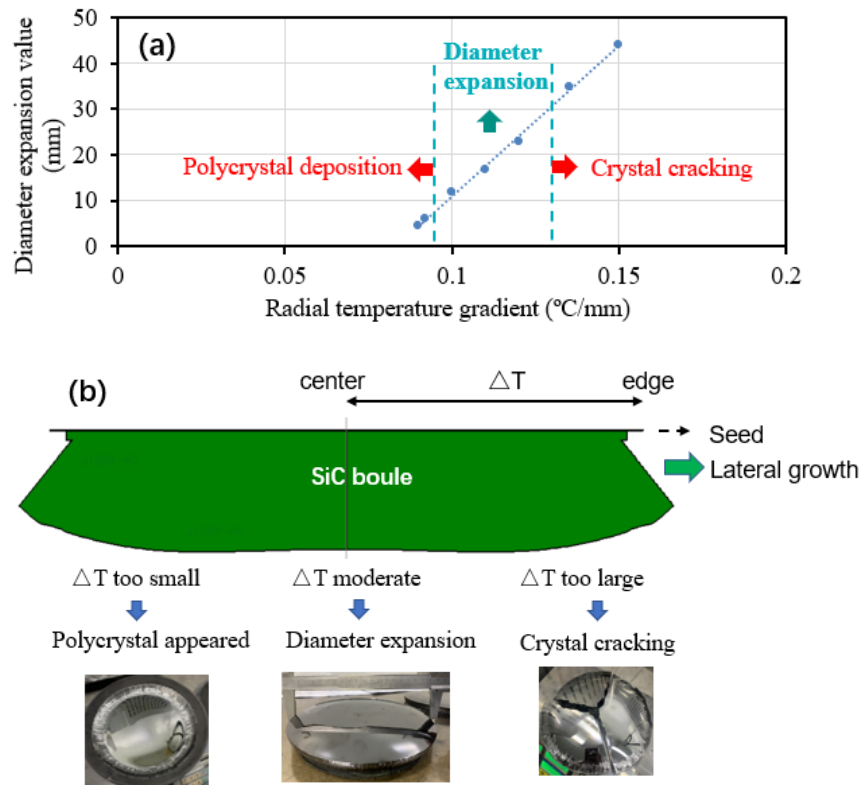 (a)
50
40
30
20
10
0
Diameter expansion value
(mm)
Diameter
expansion
Polycrystal deposition
Crystal cracking
0
0.05
0.1
0.15
0.2
Radial temperature gradient (ºC/mm)
(b)
center
△T
edge
Seed
Lateral growth
SiC boule
△T too small
△T moderate
△T too large
Polycrystal appeared
Diameter expansion
Crystal cracking